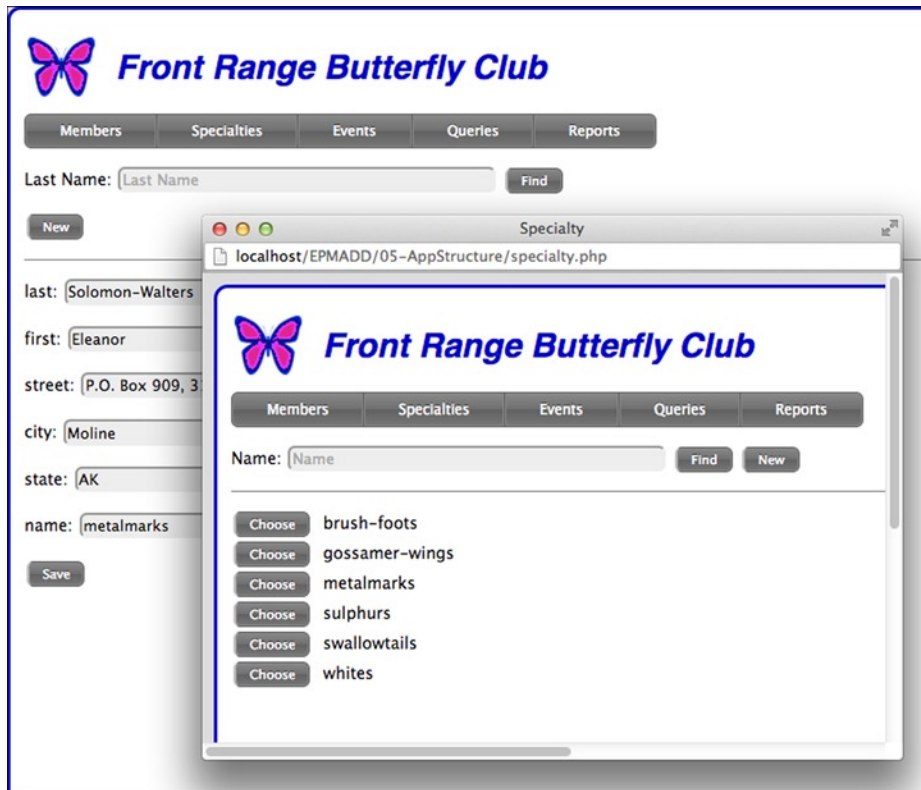 Front Range Butterfly Club
Members Specialties Events Queries Reports
Last Name: Last Name Find
New
last: Solomon-Walters
first: Eleanor
street: P.O. Box 909, 3
city: Moline
state: AK
name: metalmarks
Save
Specialty
localhost/EPMADD/05-AppStructure/specialty.php
Front Range Butterfly Club
Members Specialties Events Queries Reports
Name: Name Find New
Choose brush-foots
Choose gossamer-wings
Choose metalmarks
Choose sulphurs
Choose swallowtails
Choose whites